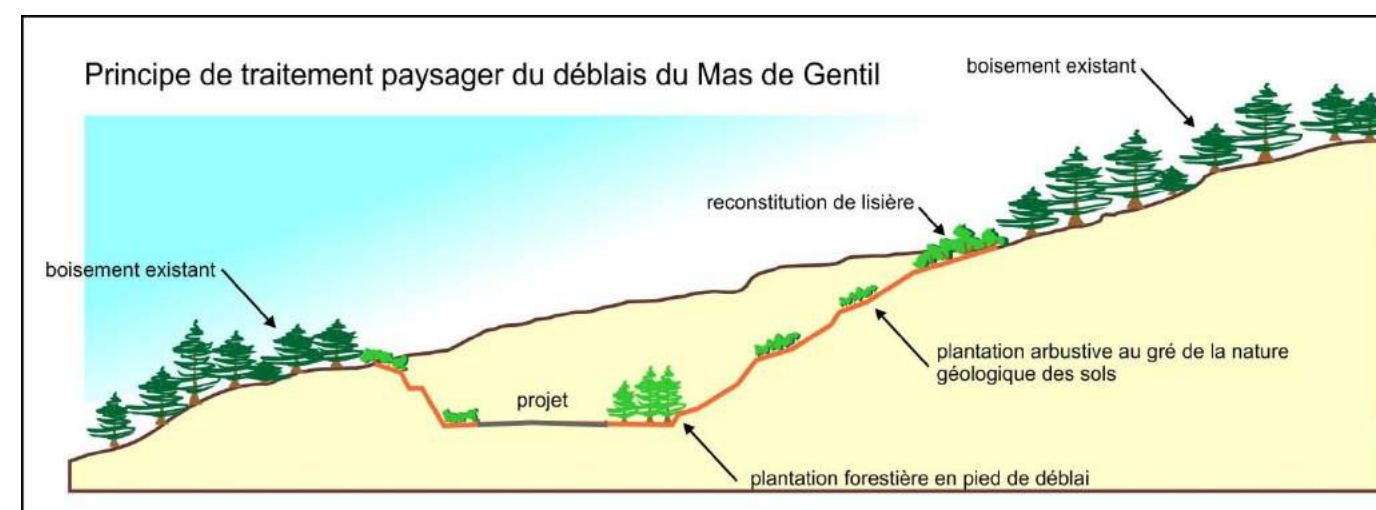 Principe de traitement paysager du déblais du Mas de Gentil
boisement existant
reconstitution de lisière
boisement existant
plantation arbustive au gré de la nature
géologique des sols
projet
plantation forestière en pied de déblai